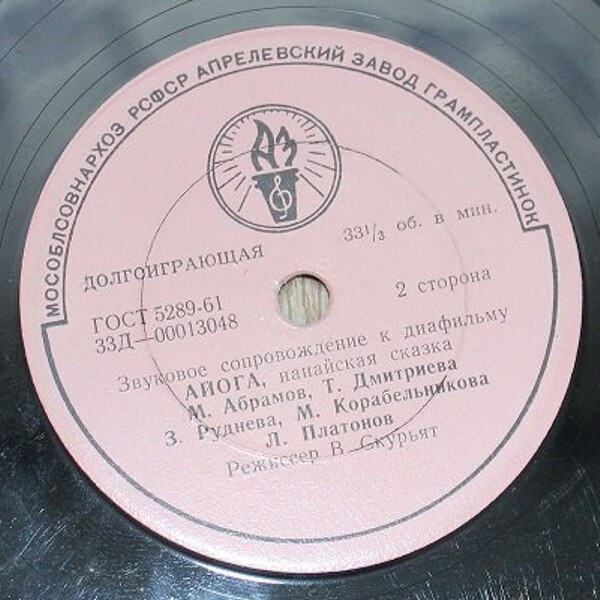 МОСОБЛСОВНАРХОЗ РСФСР АПРЕЛЕВСКИЙ ЗАВОД ГРАМПЛАСТИНОК
АЗ
ДОЛГОИГРАЮЩАЯ
33⅓ об. в мин.
ГОСТ 5289-61
33Д—00013048
2 сторона
Звуковое сопровождение к диафильму
АЙОГА, нанайская сказка
М. Абрамов, Т. Дмитриева
З. Руднева, М. Корабельникова
Л. Платонов
Режиссер В. Скурьят